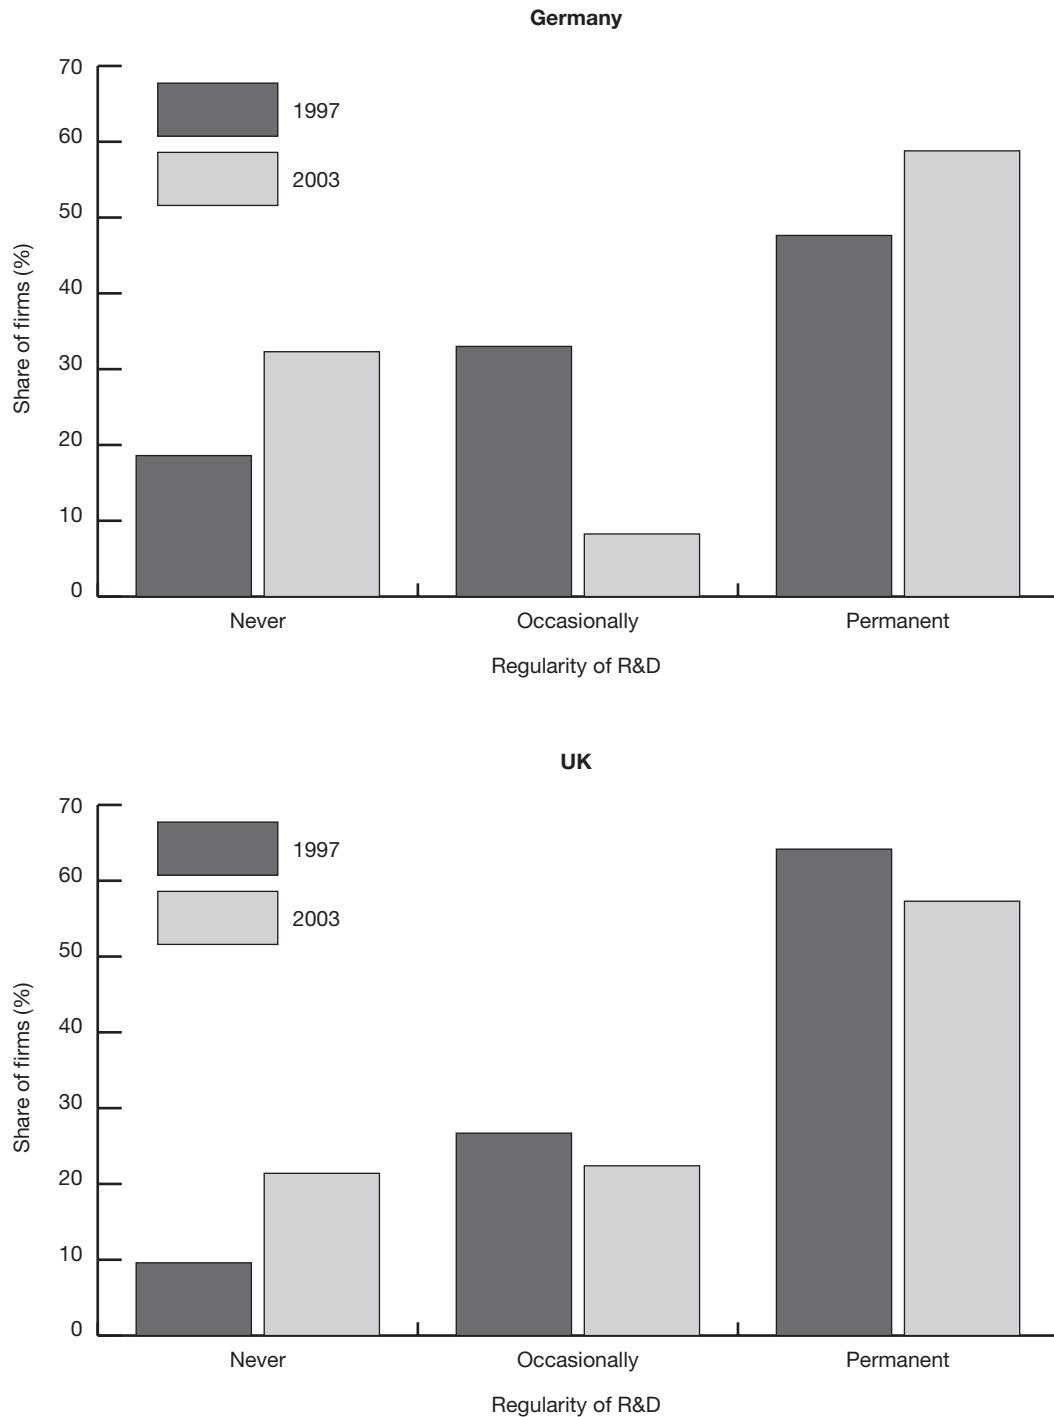 Germany
70
60
50
40
30
20
10
0
1997
2003
Share of firms (%)
Never Occasionally Permanent
Regularity of R&D
UK
70
60
50
40
30
20
10
0
1997
2003
Share of firms (%)
Never Occasionally Permanent
Regularity of R&D